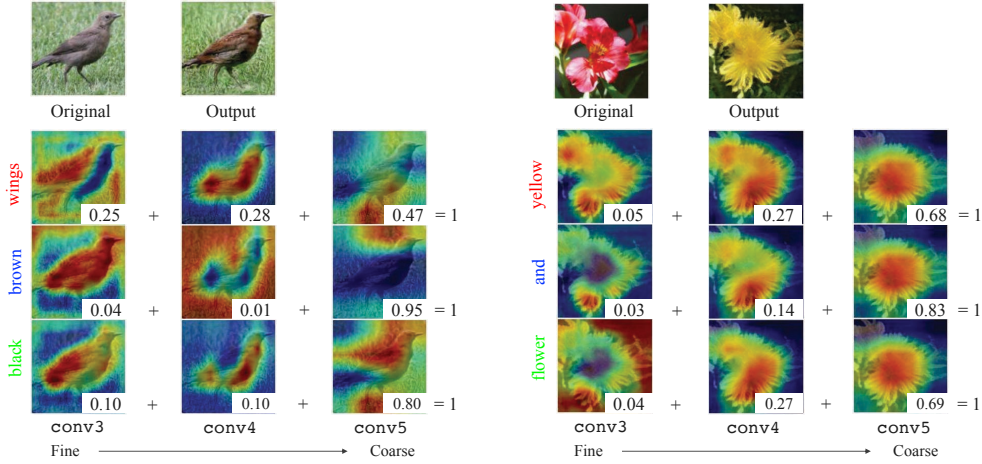 Original Output
wings 0.25 + 0.28 + 0.47 = 1
brown 0.04 + 0.01 + 0.95 = 1
black 0.10 + 0.10 + 0.80 = 1
conv3 conv4 conv5
Fine Coarse
Original Output
yellow 0.05 + 0.27 + 0.68 = 1
and 0.03 + 0.14 + 0.83 = 1
flower 0.04 + 0.27 + 0.69 = 1
conv3 conv4 conv5
Fine Coarse